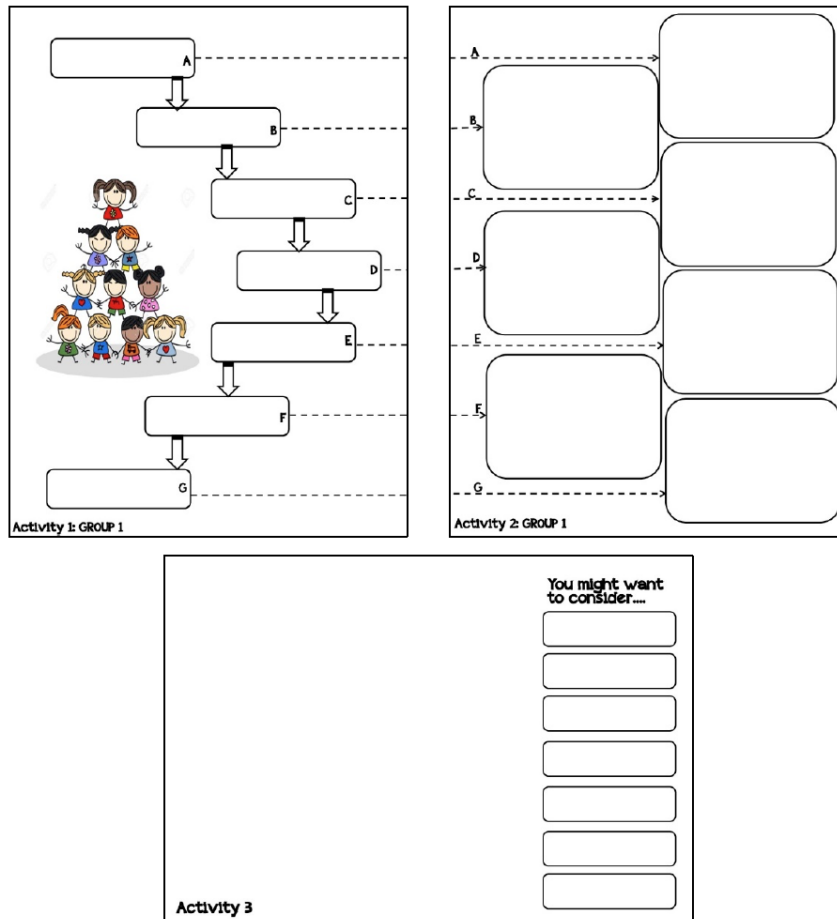 A
B
C
D
E
F
G
Activity 1: GROUP 1
A
B
C
D
E
F
G
Activity 2: GROUP 1
You might want
to consider....
Activity 3